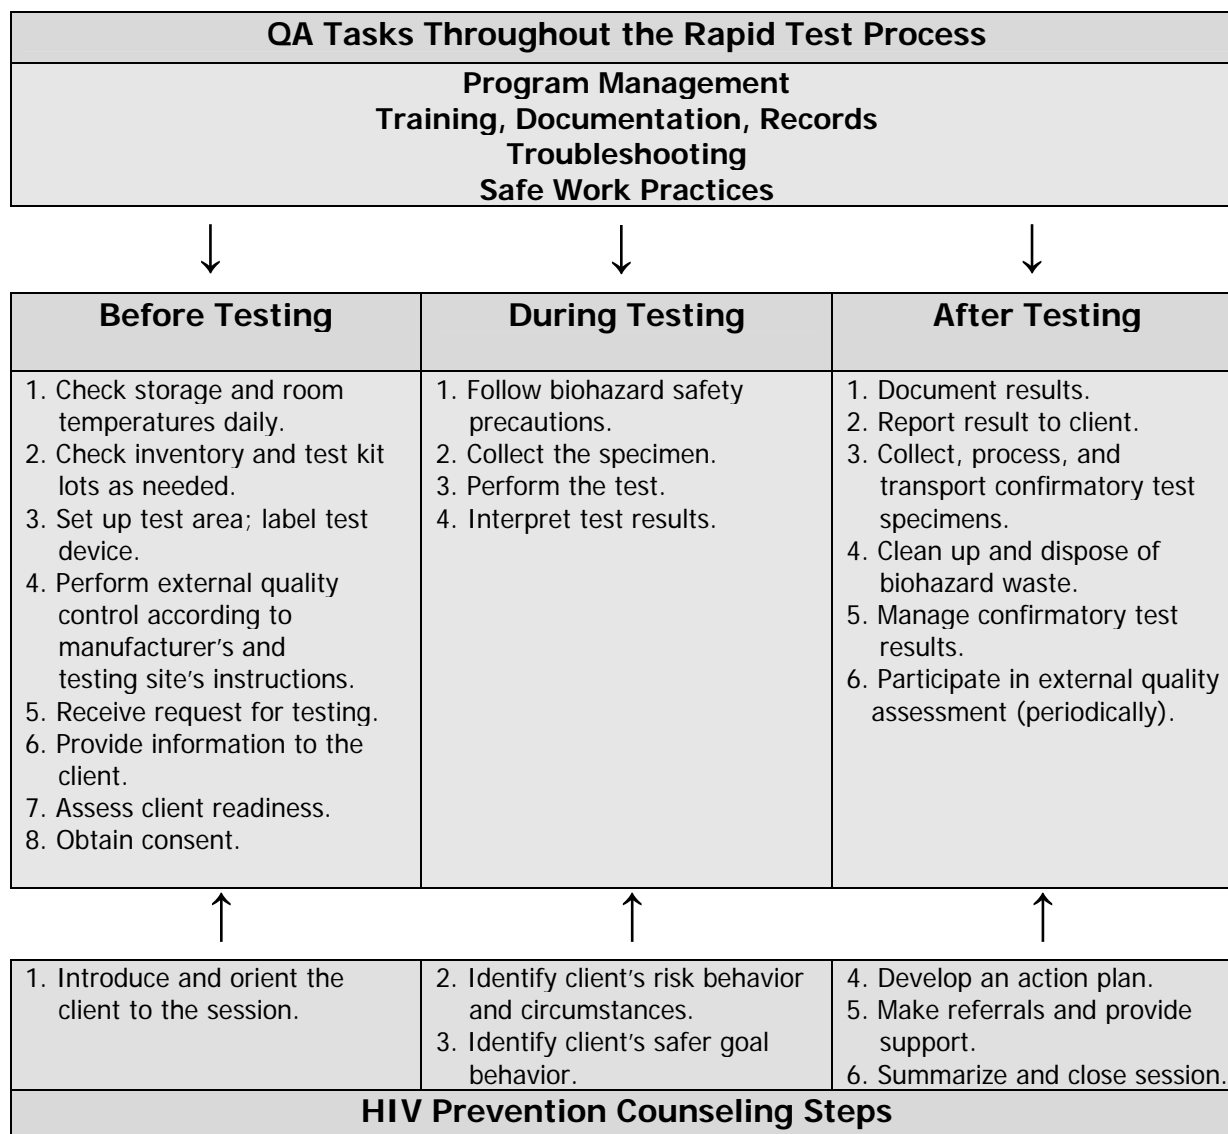 QA Tasks Throughout the Rapid Test Process
Program Management
Training, Documentation, Records
Troubleshooting
Safe Work Practices
↓ ↓ ↓
Before Testing
1. Check storage and room
temperatures daily.
2. Check inventory and test kit
lots as needed.
3. Set up test area; label test
device.
4. Perform external quality
control according to
manufacturer's and
testing site's instructions.
5. Receive request for testing.
6. Provide information to the
client.
7. Assess client readiness.
8. Obtain consent.
During Testing
1. Follow biohazard safety
precautions.
2. Collect the specimen.
3. Perform the test.
4. Interpret test results.
After Testing
1. Document results.
2. Report result to client.
3. Collect, process, and
transport confirmatory test
specimens.
4. Clean up and dispose of
biohazard waste.
5. Manage confirmatory test
results.
6. Participate in external quality
assessment (periodically).
↑ ↑ ↑
1. Introduce and orient the
client to the session.
2. Identify client's risk behavior
and circumstances.
3. Identify client's safer goal
behavior.
4. Develop an action plan.
5. Make referrals and provide
support.
6. Summarize and close session.
HIV Prevention Counseling Steps